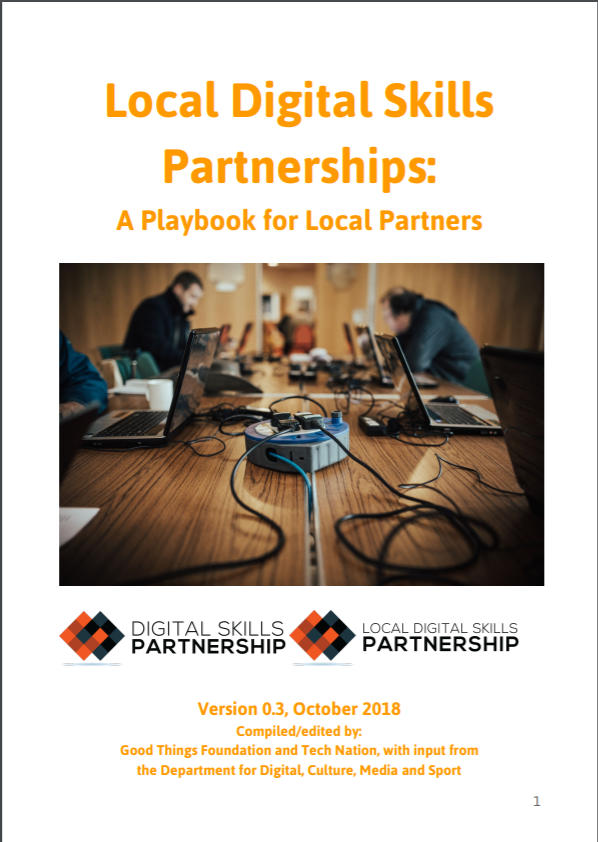 Local Digital Skills
Partnerships:
A Playbook for Local Partners
DIGITAL SKILLS
PARTNERSHIP
LOCAL DIGITAL SKILLS
PARTNERSHIP
Version 0.3, October 2018
Compiled/edited by:
Good Things Foundation and Tech Nation, with input from
the Department for Digital, Culture, Media and Sport
1